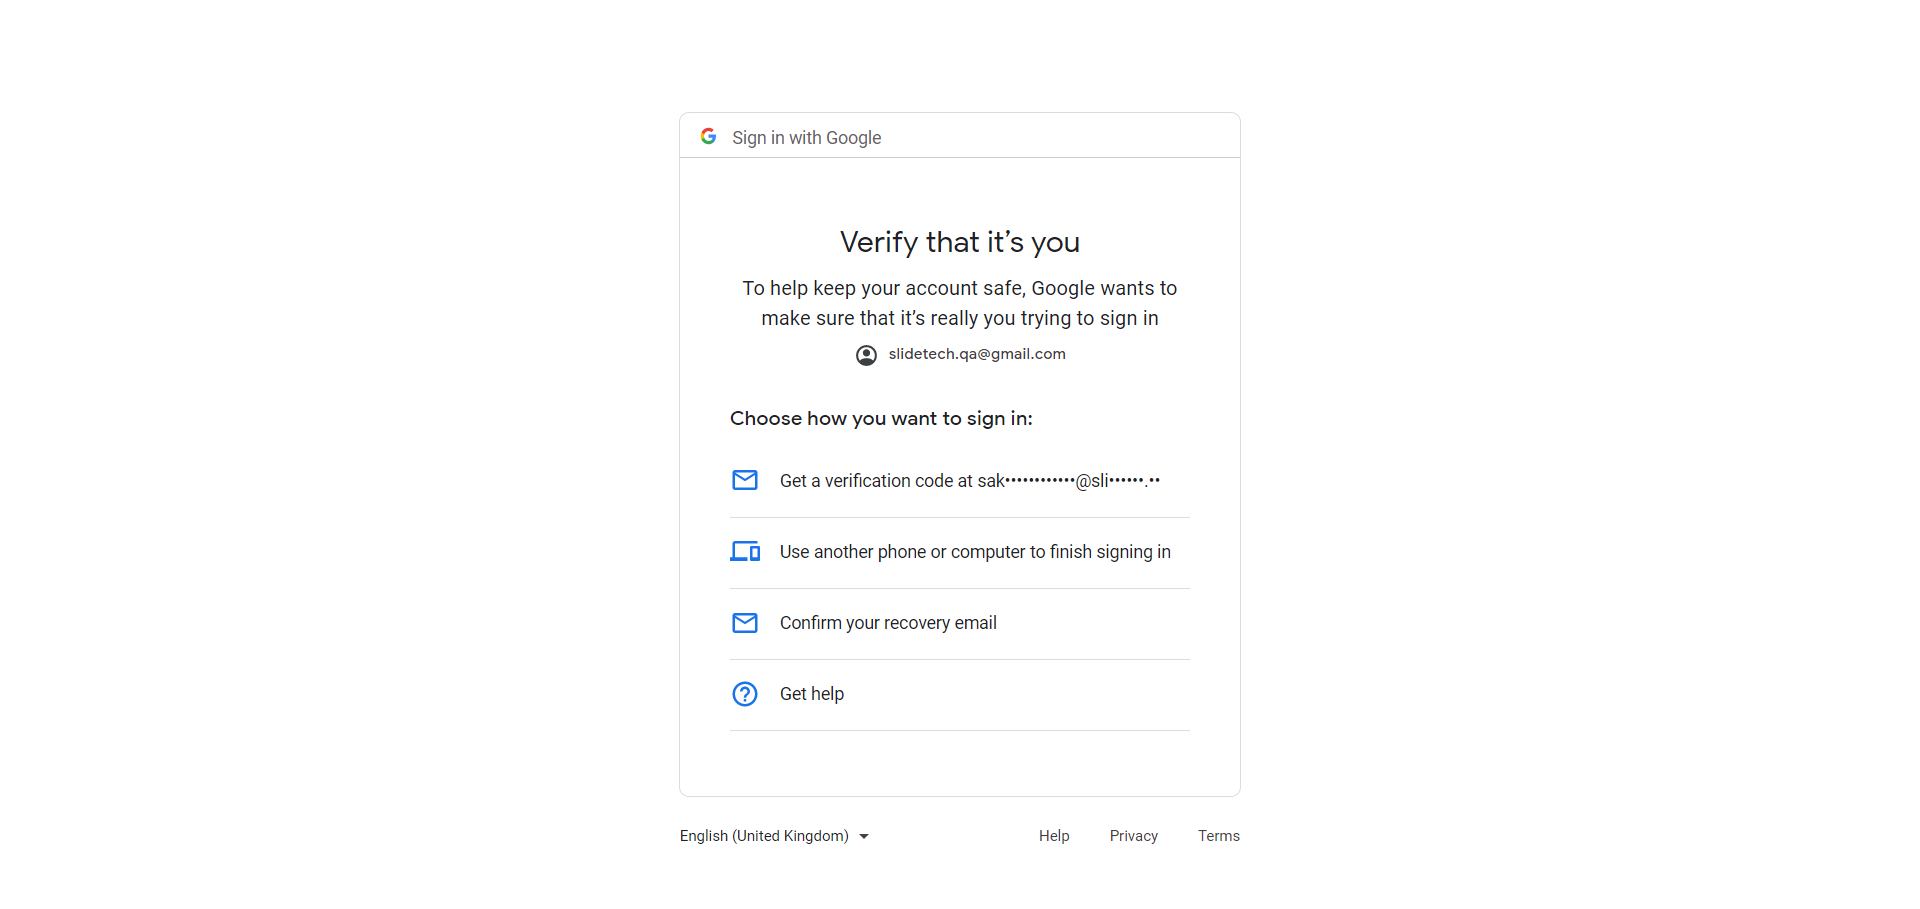 Sign in with Google
Verify that it’s you
To help keep your account safe, Google wants to
make sure that it’s really you trying to sign in
slidetech.qa@gmail.com
Choose how you want to sign in:
Get a verification code at sak••••••••••••@sli••••••.••
Use another phone or computer to finish signing in
Confirm your recovery email
Get help
English (United Kingdom)
Help Privacy Terms